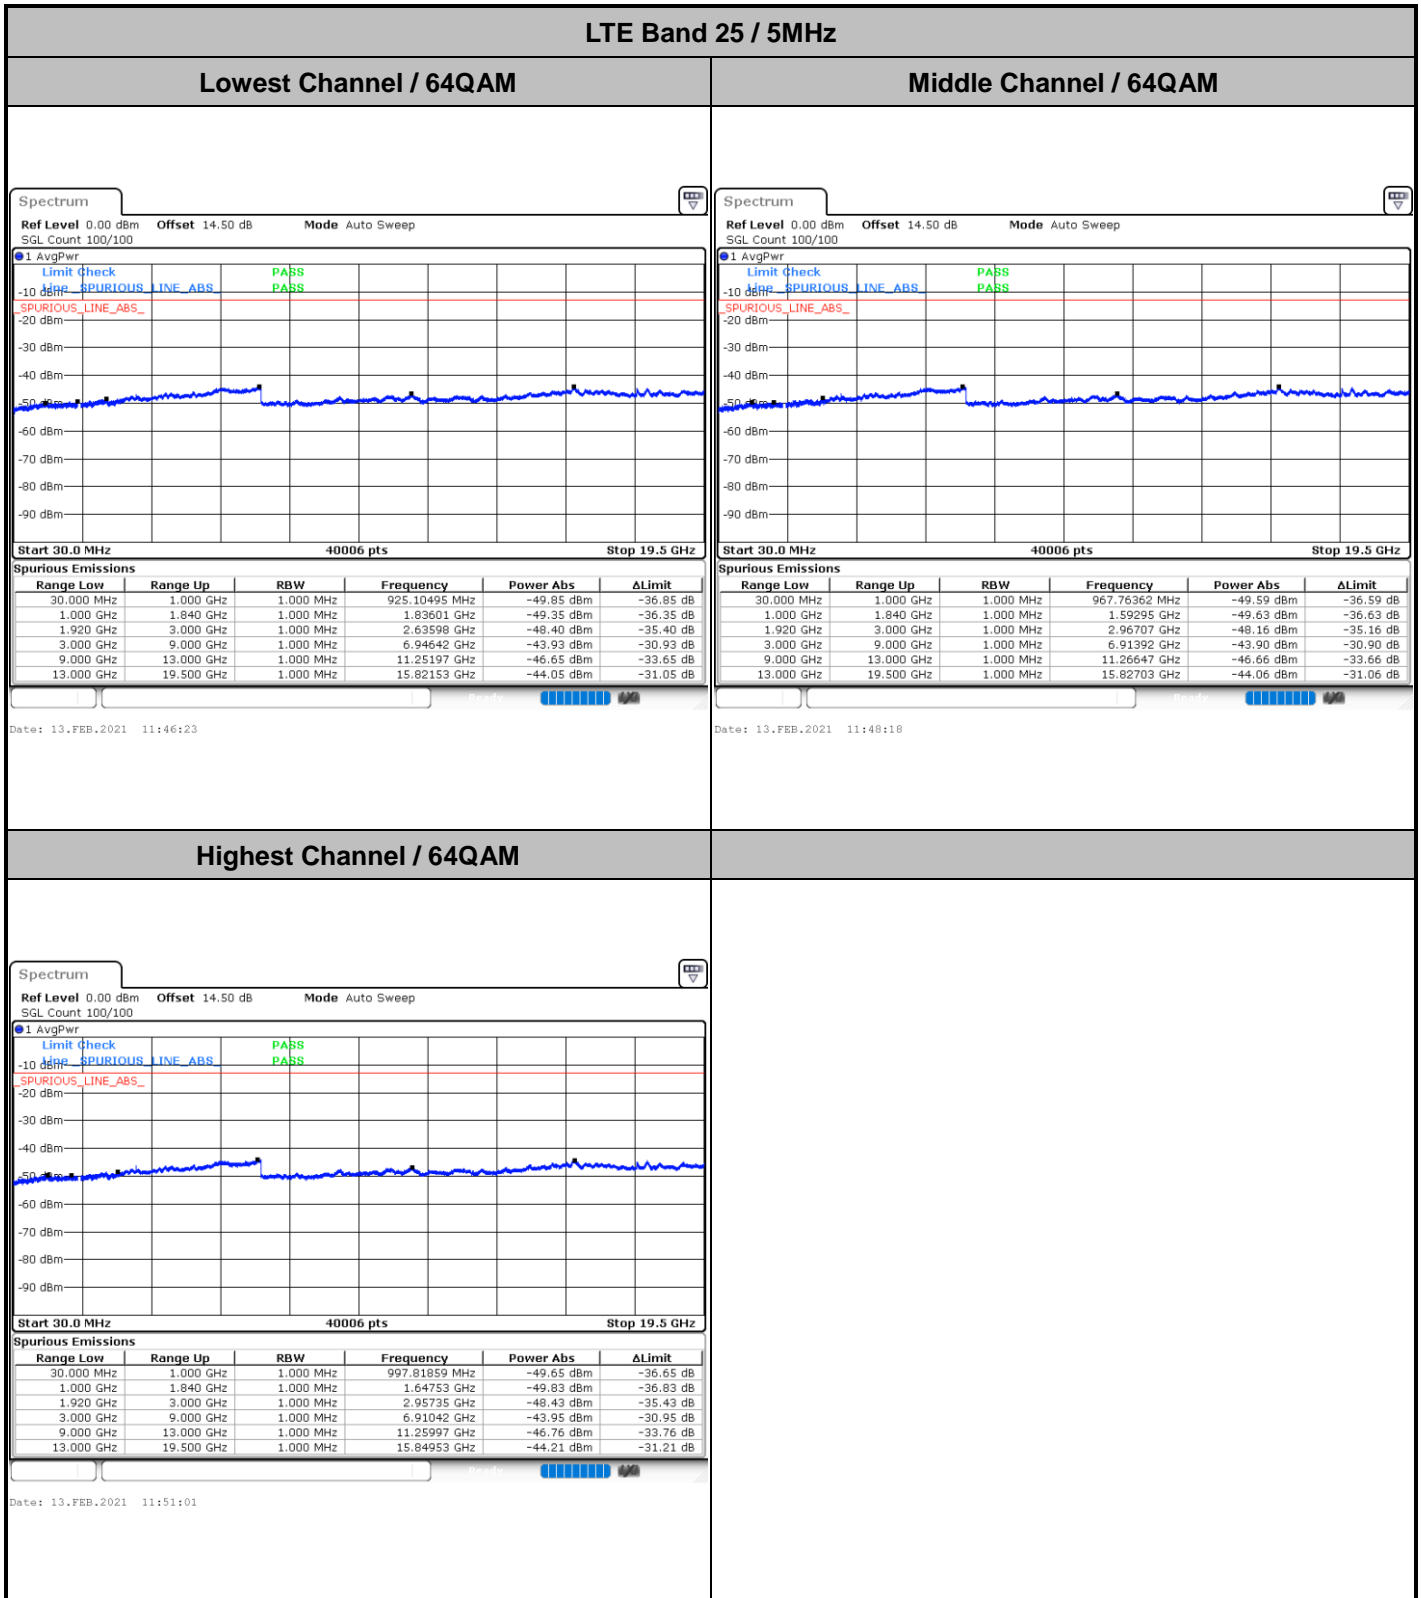 LTE Band 25 / 5MHz
Lowest Channel / 64QAM
Middle Channel / 64QAM
Spectrum
Ref Level 0.00 dBm Offset 14.50 dB Mode Auto Sweep
SGL Count 100/100
1 AvgPwr
Limit Check PASS
Line _SPURIOUS_LINE_ABS_ PASS
-10 dBm
_SPURIOUS_LINE_ABS_
-20 dBm
-30 dBm
-40 dBm
-50 dBm
-60 dBm
-70 dBm
-80 dBm
-90 dBm
Start 30.0 MHz 40006 pts Stop 19.5 GHz
Spurious Emissions
Range Low Range Up RBW Frequency Power Abs ΔLimit
30.000 MHz 1.000 GHz 1.000 MHz 925.10495 MHz -49.85 dBm -36.85 dB
1.000 GHz 1.840 GHz 1.000 MHz 1.83601 GHz -49.35 dBm -36.35 dB
1.920 GHz 3.000 GHz 1.000 MHz 2.63598 GHz -48.40 dBm -35.40 dB
3.000 GHz 9.000 GHz 1.000 MHz 6.94642 GHz -43.93 dBm -30.93 dB
9.000 GHz 13.000 GHz 1.000 MHz 11.25197 GHz -46.65 dBm -33.65 dB
13.000 GHz 19.500 GHz 1.000 MHz 15.82153 GHz -44.05 dBm -31.05 dB
Date: 13.FEB.2021 11:46:23
Spectrum
Ref Level 0.00 dBm Offset 14.50 dB Mode Auto Sweep
SGL Count 100/100
1 AvgPwr
Limit Check PASS
Line _SPURIOUS_LINE_ABS_ PASS
-10 dBm
_SPURIOUS_LINE_ABS_
-20 dBm
-30 dBm
-40 dBm
-50 dBm
-60 dBm
-70 dBm
-80 dBm
-90 dBm
Start 30.0 MHz 40006 pts Stop 19.5 GHz
Spurious Emissions
Range Low Range Up RBW Frequency Power Abs ΔLimit
30.000 MHz 1.000 GHz 1.000 MHz 967.76362 MHz -49.59 dBm -36.59 dB
1.000 GHz 1.840 GHz 1.000 MHz 1.59295 GHz -49.63 dBm -36.63 dB
1.920 GHz 3.000 GHz 1.000 MHz 2.96707 GHz -48.16 dBm -35.16 dB
3.000 GHz 9.000 GHz 1.000 MHz 6.91392 GHz -43.90 dBm -30.90 dB
9.000 GHz 13.000 GHz 1.000 MHz 11.26647 GHz -46.66 dBm -33.66 dB
13.000 GHz 19.500 GHz 1.000 MHz 15.82703 GHz -44.06 dBm -31.06 dB
Date: 13.FEB.2021 11:48:18
Highest Channel / 64QAM
Spectrum
Ref Level 0.00 dBm Offset 14.50 dB Mode Auto Sweep
SGL Count 100/100
1 AvgPwr
Limit Check PASS
Line _SPURIOUS_LINE_ABS_ PASS
-10 dBm
_SPURIOUS_LINE_ABS_
-20 dBm
-30 dBm
-40 dBm
-50 dBm
-60 dBm
-70 dBm
-80 dBm
-90 dBm
Start 30.0 MHz 40006 pts Stop 19.5 GHz
Spurious Emissions
Range Low Range Up RBW Frequency Power Abs ΔLimit
30.000 MHz 1.000 GHz 1.000 MHz 997.81859 MHz -49.65 dBm -36.65 dB
1.000 GHz 1.840 GHz 1.000 MHz 1.64753 GHz -49.83 dBm -36.83 dB
1.920 GHz 3.000 GHz 1.000 MHz 2.95735 GHz -48.43 dBm -35.43 dB
3.000 GHz 9.000 GHz 1.000 MHz 6.91042 GHz -43.95 dBm -30.95 dB
9.000 GHz 13.000 GHz 1.000 MHz 11.25997 GHz -46.76 dBm -33.76 dB
13.000 GHz 19.500 GHz 1.000 MHz 15.84953 GHz -44.21 dBm -31.21 dB
Date: 13.FEB.2021 11:51:01